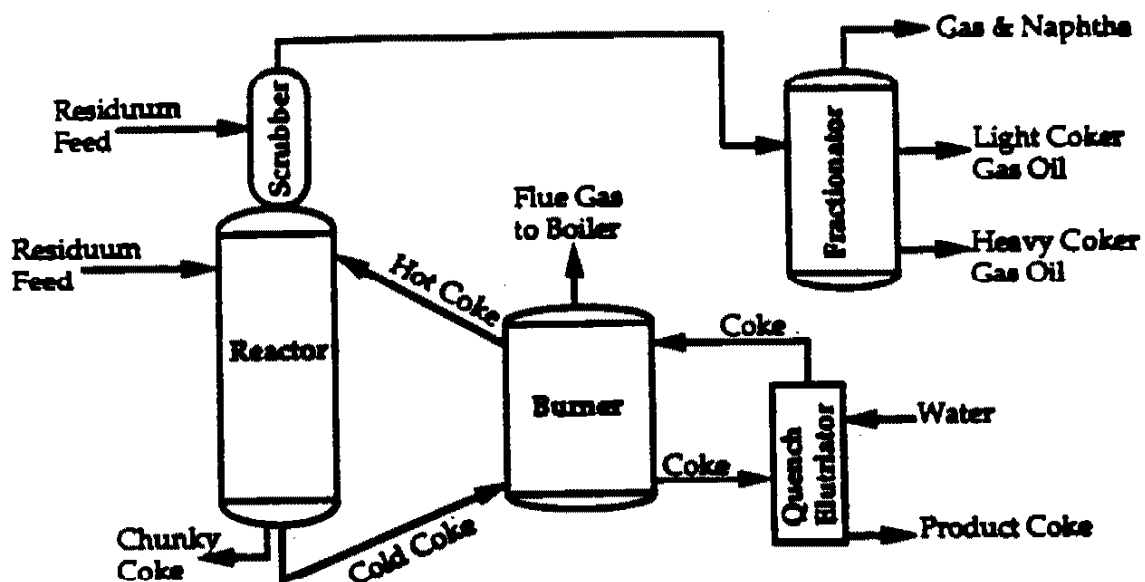 Gas & Naphtha
Scrubber
Residuum
Feed
Fractionator
Light Coker
Gas Oil
Flue Gas
to Boiler
Residuum
Feed
Hot Coke
Heavy Coker
Gas Oil
Reactor
Coke
Burner
Water
Coke
Quench
Elutriator
Chunky
Coke
Cold Coke
Product Coke